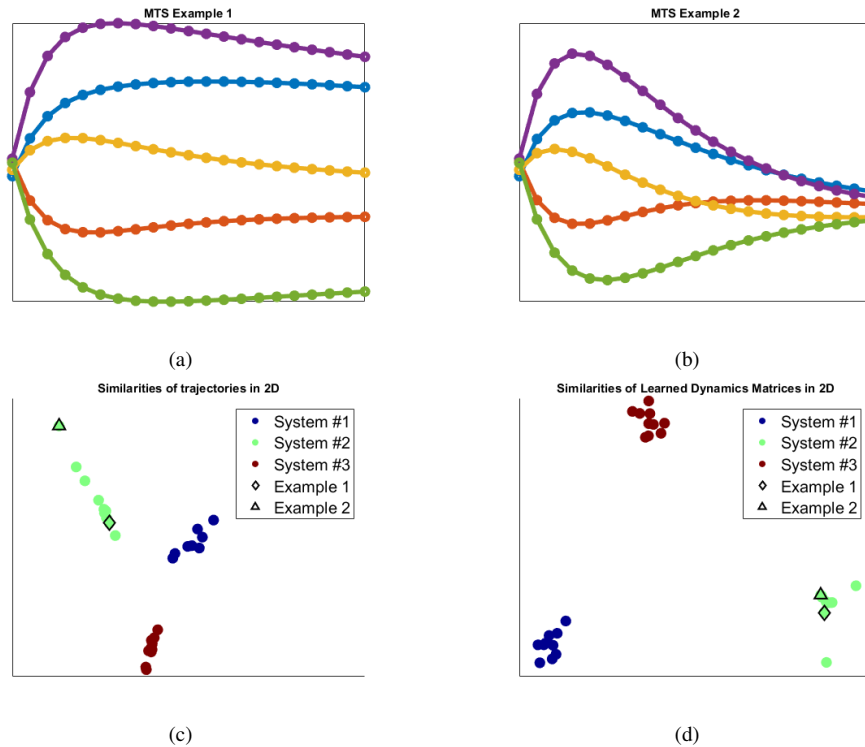 MTS Example 1
MTS Example 2
(a)
(b)
Similarities of trajectories in 2D
System #1
System #2
System #3
Example 1
Example 2
Similarities of Learned Dynamics Matrices in 2D
System #1
System #2
System #3
Example 1
Example 2
(c)
(d)